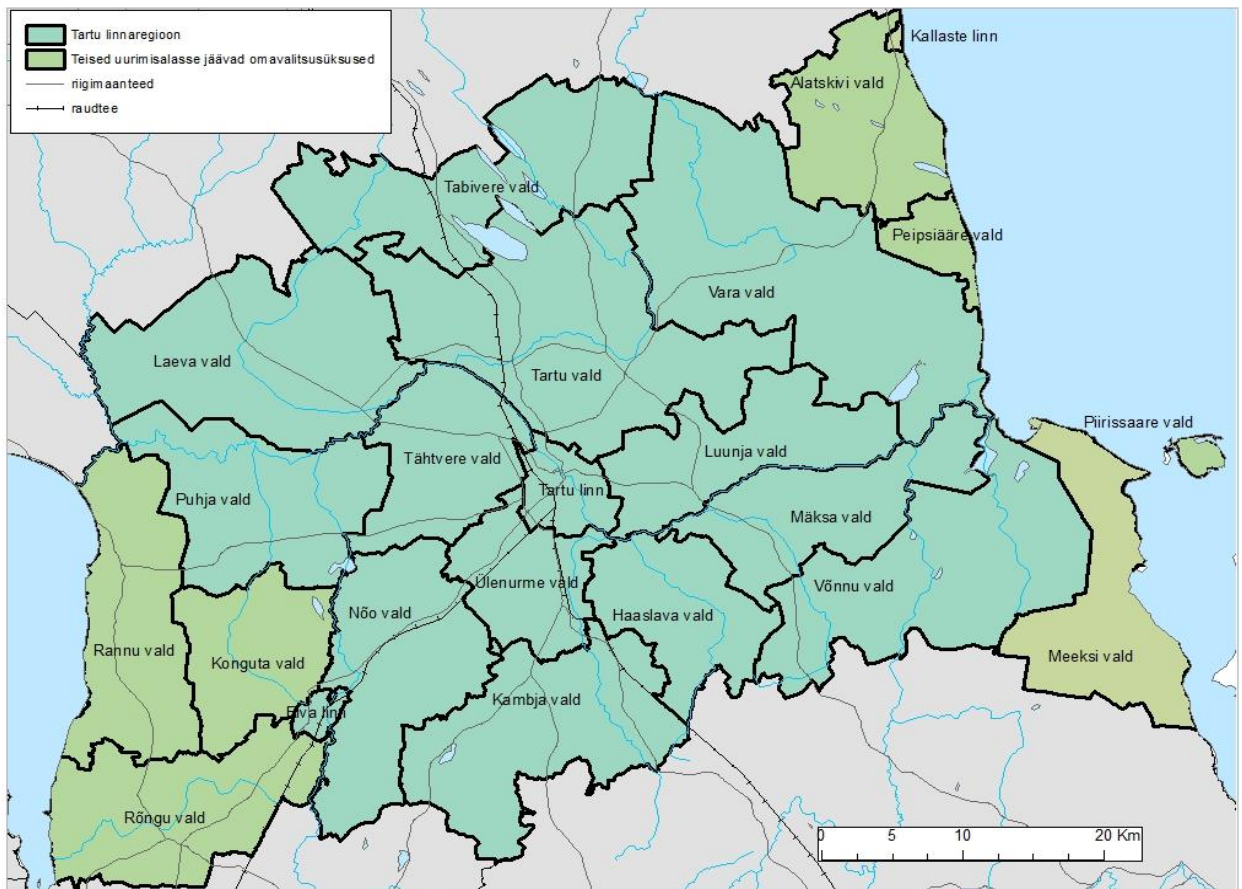 Tartu linnaregioon
Teised uurimisalasse jäävad omavalitsusüksused
riigimaanteed
raudtee
Kallaste linn
Alatskivi vald
Tabivere vald
Peipsiääre vald
Vara vald
Laeva vald
Tartu vald
Piirissaare vald
Luunja vald
Tähtvere vald
Tartu linn
Puhja vald
Mäksa vald
Ülenurme vald
Võnnu vald
Nõo vald
Haaslava vald
Rannu vald
Konguta vald
Meeksi vald
Kambja vald
Elva linn
Rõngu vald
0 5 10 20 Km